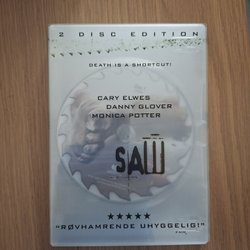 2 DISC EDITION
DEATH IS A SHORTCUT!
CARY ELWES
DANNY GLOVER
MONICA POTTER
SAW
★★★★★
"RØVHAMRENDE UHYGGELIG!"